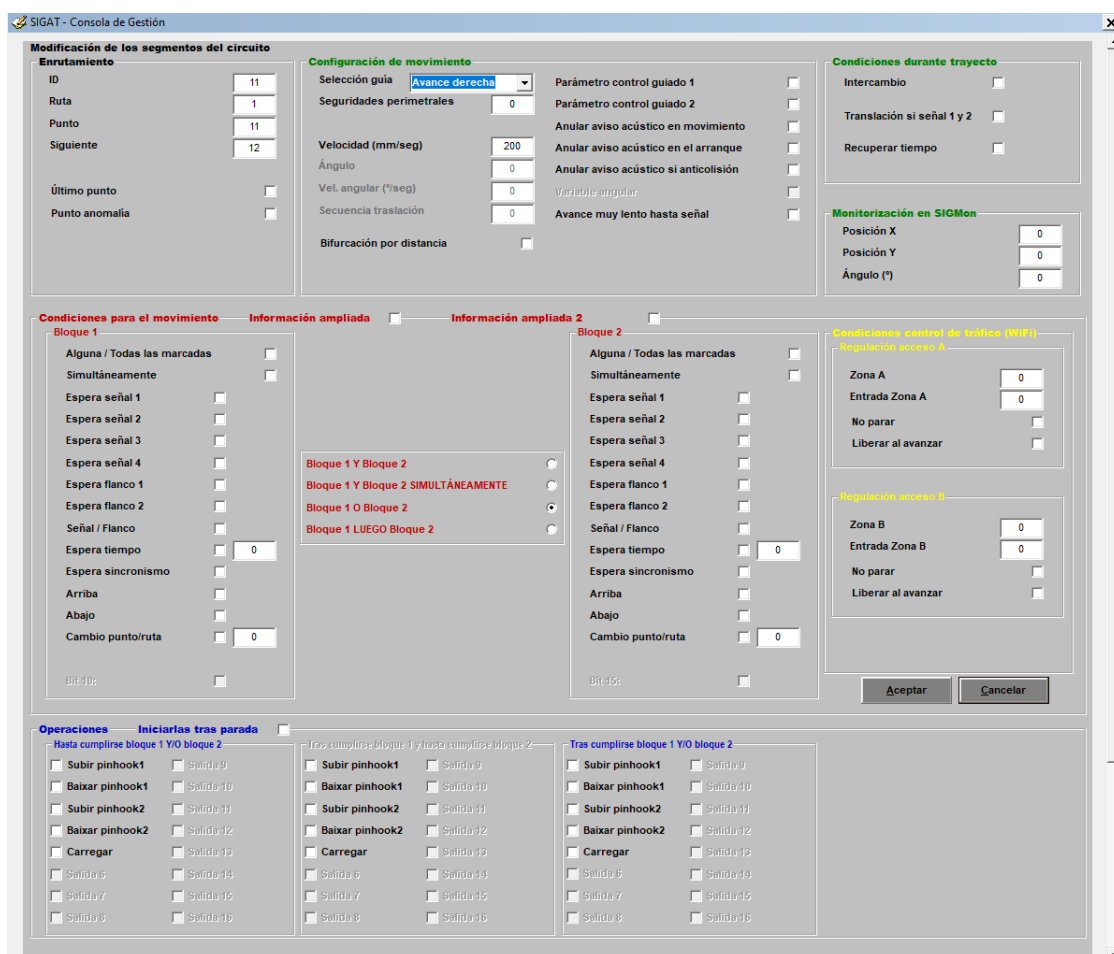 SIGAT - Consola de Gestión
Modificación de los segmentos del circuito
Enrutamiento
ID 11
Ruta 1
Punto 11
Siguiente 12
Último punto
Punto anomalía
Configuración de movimiento
Selección guía Avance derecha
Seguridades perimetrales 0
Velocidad (mm/seg) 200
Ángulo 0
Vel. angular (º/seg) 0
Secuencia traslación 0
Bifurcación por distancia
Parámetro control guiado 1
Parámetro control guiado 2
Anular aviso acústico en movimiento
Anular aviso acústico en el arranque
Anular aviso acústico si anticolisión
Variable angular
Avance muy lento hasta señal
Condiciones durante trayecto
Intercambio
Translación si señal 1 y 2
Recuperar tiempo
Monitorización en SIGMon
Posición X 0
Posición Y 0
Ángulo (º) 0
Condiciones para el movimiento Información ampliada Información ampliada 2
Bloque 1
Alguna / Todas las marcadas
Simultáneamente
Espera señal 1
Espera señal 2
Espera señal 3
Espera señal 4
Espera flanco 1
Espera flanco 2
Señal / Flanco
Espera tiempo 0
Espera sincronismo
Arriba
Abajo
Cambio punto/ruta 0
Bit 10:
Bloque 1 Y Bloque 2
Bloque 1 Y Bloque 2 SIMULTÁNEAMENTE
Bloque 1 O Bloque 2
Bloque 1 LUEGO Bloque 2
Bloque 2
Alguna / Todas las marcadas
Simultáneamente
Espera señal 1
Espera señal 2
Espera señal 3
Espera señal 4
Espera flanco 1
Espera flanco 2
Señal / Flanco
Espera tiempo 0
Espera sincronismo
Arriba
Abajo
Cambio punto/ruta 0
Bit 15:
Condiciones control de tráfico (WiFi)
Regulación acceso A
Zona A 0
Entrada Zona A 0
No parar
Liberar al avanzar
Regulación acceso B
Zona B 0
Entrada Zona B 0
No parar
Liberar al avanzar
Aceptar Cancelar
Operaciones Iniciarlas tras parada
Hasta cumplirse bloque 1 Y/O bloque 2
Subir pinhook1 Salida 9
Baixar pinhook1 Salida 10
Subir pinhook2 Salida 11
Baixar pinhook2 Salida 12
Carregar Salida 13
Salida 6 Salida 14
Salida 7 Salida 15
Salida 8 Salida 16
Tras cumplirse bloque 1 y hasta cumplirse bloque 2
Subir pinhook1 Salida 9
Baixar pinhook1 Salida 10
Subir pinhook2 Salida 11
Baixar pinhook2 Salida 12
Carregar Salida 13
Salida 6 Salida 14
Salida 7 Salida 15
Salida 8 Salida 16
Tras cumplirse bloque 1 Y/O bloque 2
Subir pinhook1 Salida 9
Baixar pinhook1 Salida 10
Subir pinhook2 Salida 11
Baixar pinhook2 Salida 12
Carregar Salida 13
Salida 6 Salida 14
Salida 7 Salida 15
Salida 8 Salida 16